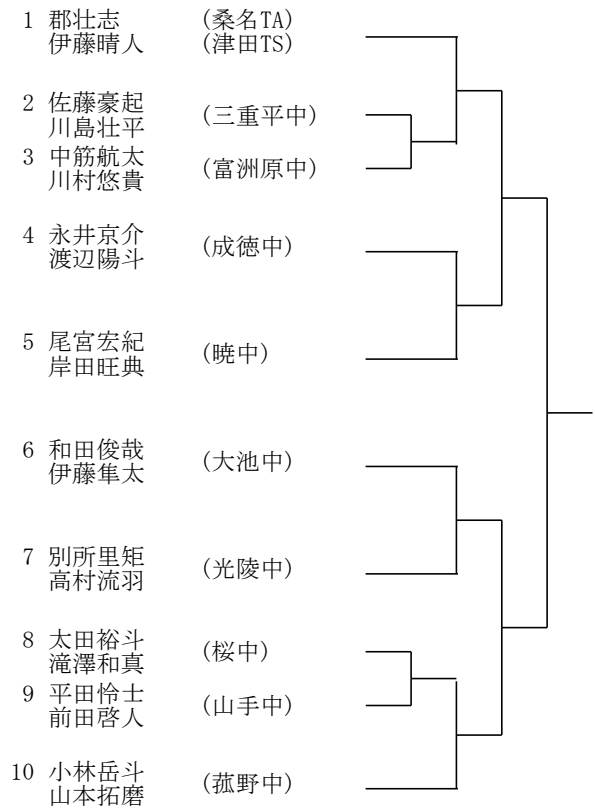 1 郡壮志 (桑名TA)
伊藤晴人 (津田TS)
2 佐藤豪起
川島壮平 (三重平中)
3 中筋航太
川村悠貴 (富洲原中)
4 永井京介
渡辺陽斗 (成徳中)
5 尾宮宏紀
岸田旺典 (暁中)
6 和田俊哉
伊藤隼太 (大池中)
7 別所里矩
高村流羽 (光陵中)
8 太田裕斗
滝澤和真 (桜中)
9 平田怜士
前田啓人 (山手中)
10 小林岳斗
山本拓磨 (菰野中)